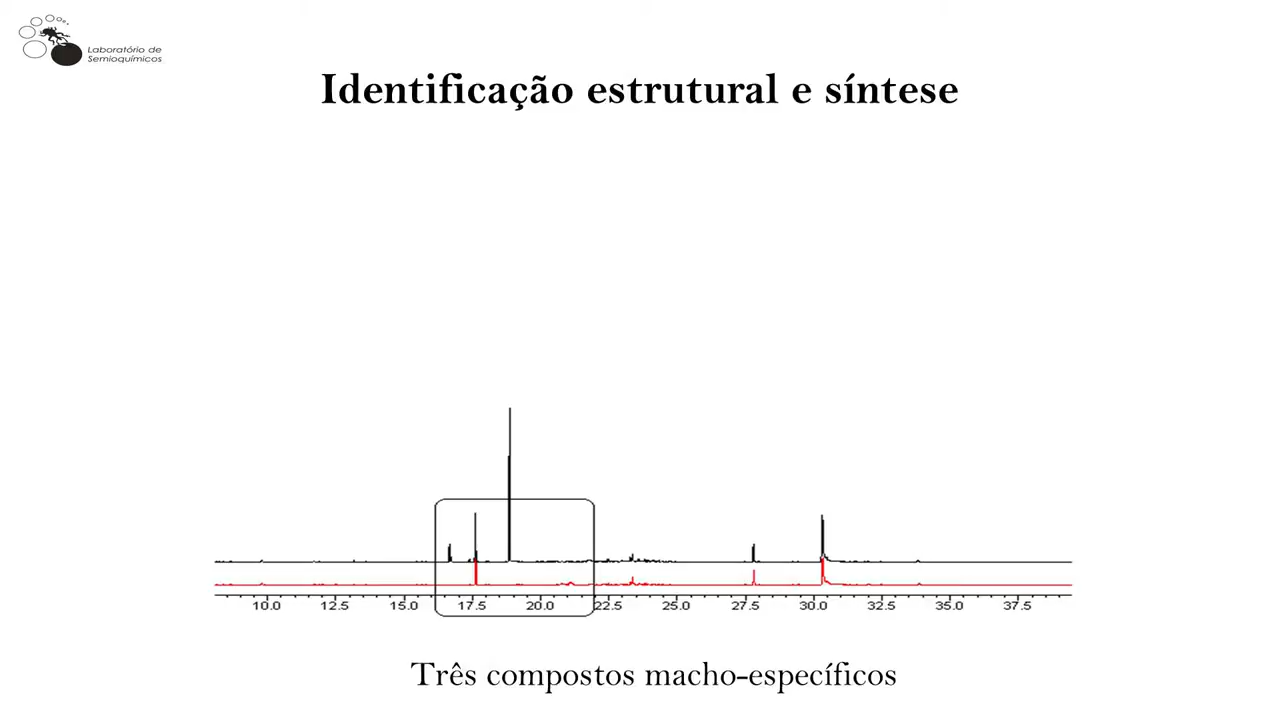 Laboratório de
Semioquímicos
Identificação estrutural e síntese
10.0 12.5 15.0 17.5 20.0 22.5 25.0 27.5 30.0 32.5 35.0 37.5
Três compostos macho-específicos